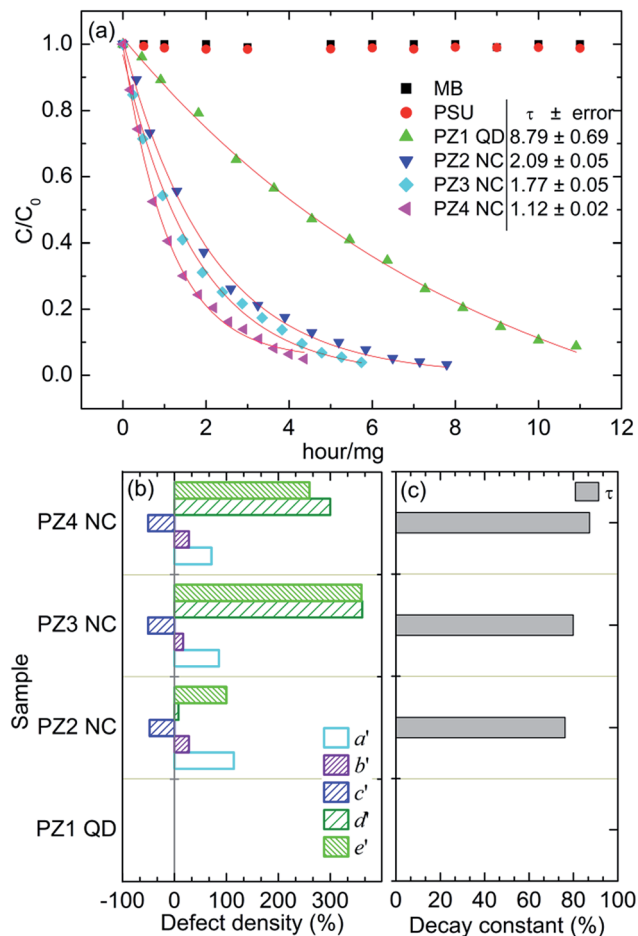 (a)
C/C0
1.0
0.8
0.6
0.4
0.2
0.0
MB
PSU τ ± error
PZ1 QD 8.79 ± 0.69
PZ2 NC 2.09 ± 0.05
PZ3 NC 1.77 ± 0.05
PZ4 NC 1.12 ± 0.02
0 2 4 6 8 10 12
hour/mg
(b)
(c)
τ
Sample
PZ4 NC
PZ3 NC
PZ2 NC
PZ1 QD
a'
b'
c'
d'
e'
-100 0 100 200 300
0 20 40 60 80 100
Defect density (%)
Decay constant (%)